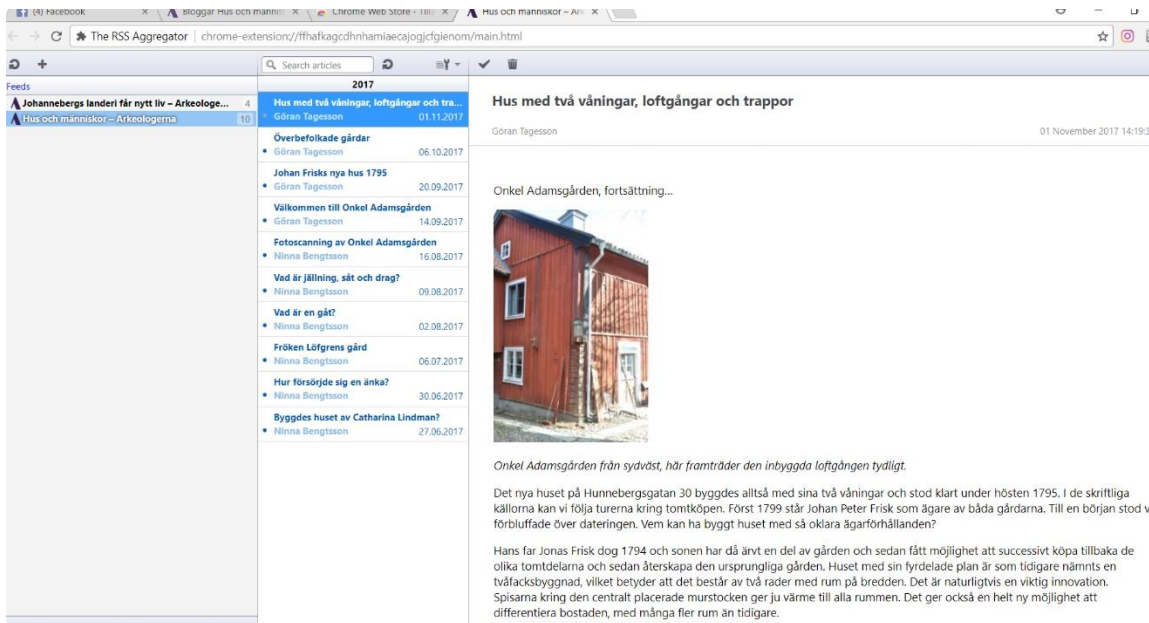 (4) Facebook
Bloggar Hus och männis
Chrome Web Store - Tillä
Hus och människor – Ark
The RSS Aggregator
chrome-extension://ffhafkagcdhnhamiaecajogjcfgienom/main.html
Search articles
Feeds
Johannebergs landeri får nytt liv – Arkeologe... 4
Hus och människor – Arkeologerna 10
2017
Hus med två våningar, loftgångar och tra...
Göran Tagesson 01.11.2017
Överbefolkade gårdar
Göran Tagesson 06.10.2017
Johan Frisks nya hus 1795
Göran Tagesson 20.09.2017
Välkommen till Onkel Adamsgården
Göran Tagesson 14.09.2017
Fotoscanning av Onkel Adamsgården
Ninna Bengtsson 16.08.2017
Vad är jällning, såt och drag?
Ninna Bengtsson 09.08.2017
Vad är en gåt?
Ninna Bengtsson 02.08.2017
Fröken Löfgrens gård
Ninna Bengtsson 06.07.2017
Hur försörjde sig en änka?
Ninna Bengtsson 30.06.2017
Byggdes huset av Catharina Lindman?
Ninna Bengtsson 27.06.2017
Hus med två våningar, loftgångar och trappor
Göran Tagesson 01 November 2017 14:19:3
Onkel Adamsgården, fortsättning...
Onkel Adamsgården från sydväst, här framträder den inbyggda loftgången tydligt.
Det nya huset på Hunnebergsgatan 30 byggdes alltså med sina två våningar och stod klart under hösten 1795. I de skriftliga
källorna kan vi följa turerna kring tomtköpen. Först 1799 står Johan Peter Frisk som ägare av båda gårdarna. Till en början stod v
förbluffade över dateringen. Vem kan ha byggt huset med så oklara ägarförhållanden?
Hans far Jonas Frisk dog 1794 och sonen har då ärvt en del av gården och sedan fått möjlighet att successivt köpa tillbaka de
olika tomtdelarna och sedan återskapa den ursprungliga gården. Huset med sin fyrdelade plan är som tidigare nämnts en
tvåfacksbyggnad, vilket betyder att det består av två rader med rum på bredden. Det är naturligtvis en viktig innovation.
Spisarna kring den centralt placerade murstocken ger ju värme till alla rummen. Det ger också en helt ny möjlighet att
differentiera bostaden, med många fler rum än tidigare.